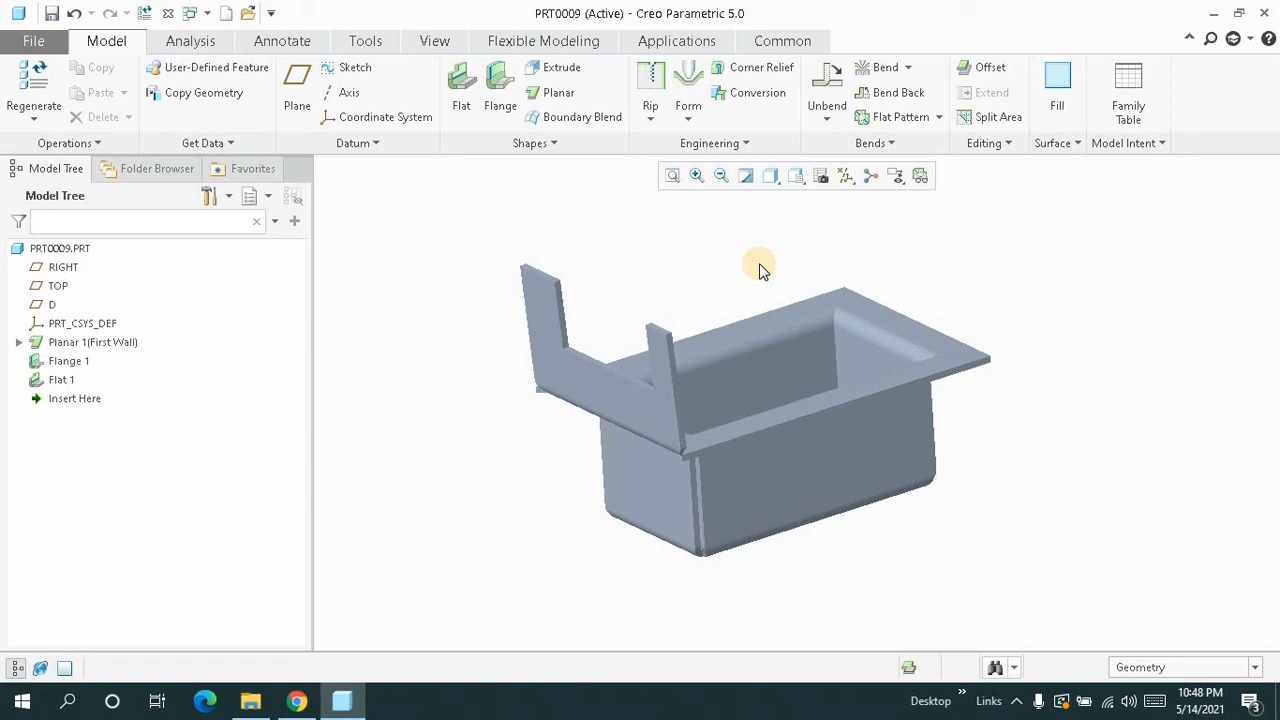 PRT0009 (Active) - Creo Parametric 5.0
File Model Analysis Annotate Tools View Flexible Modeling Applications Common
Regenerate
Copy
Paste
Delete
Operations
User-Defined Feature
Copy Geometry
Get Data
Plane
Sketch
Axis
Coordinate System
Datum
Flat
Flange
Extrude
Planar
Boundary Blend
Shapes
Rip
Form
Corner Relief
Conversion
Engineering
Unbend
Bend
Bend Back
Flat Pattern
Bends
Offset
Extend
Split Area
Editing
Fill
Surface
Family
Table
Model Intent
Model Tree Folder Browser Favorites
Model Tree
PRT0009.PRT
RIGHT
TOP
D
PRT_CSYS_DEF
Planar 1(First Wall)
Flange 1
Flat 1
Insert Here
Geometry
Desktop
»
Links
10:48 PM
5/14/2021
3